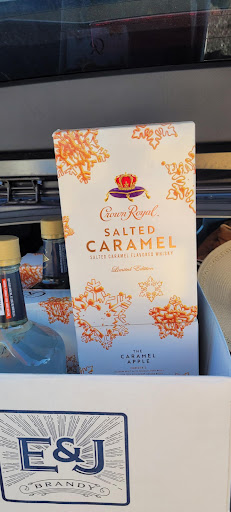 Crown Royal
SALTED
CARAMEL
SALTED CARAMEL FLAVORED WHISKY
Limited Edition
THE
CARAMEL
APPLE
E&J
BRANDY